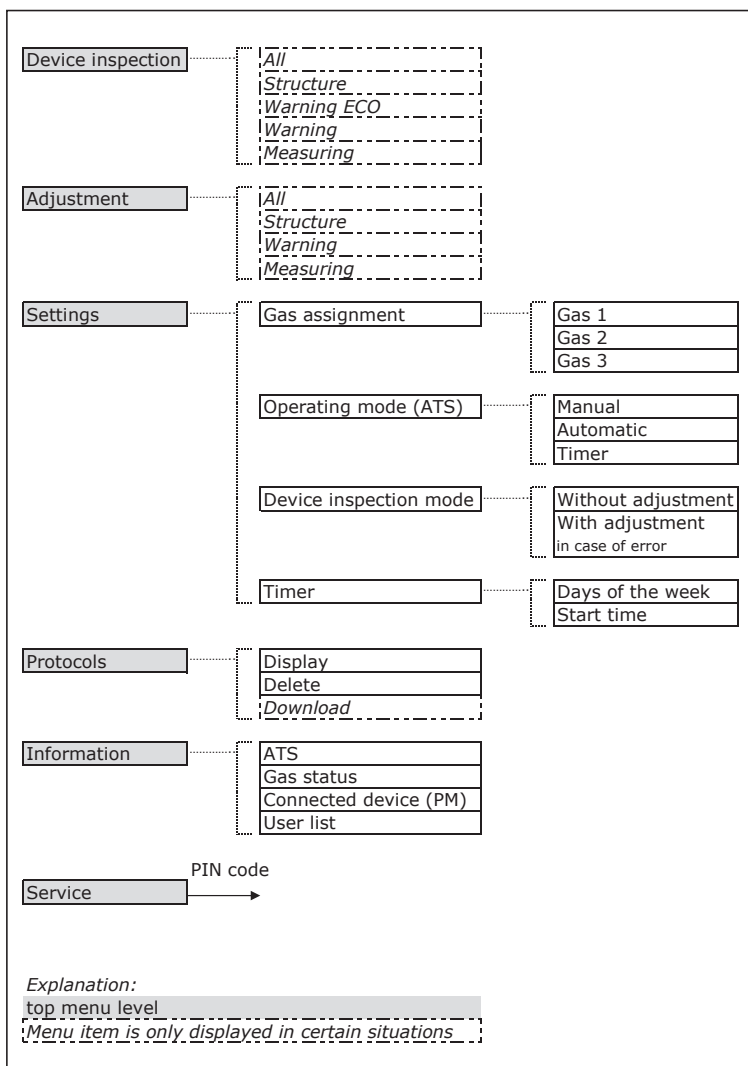 Device inspection
All
Structure
Warning ECO
Warning
Measuring
Adjustment
All
Structure
Warning
Measuring
Settings
Gas assignment
Gas 1
Gas 2
Gas 3
Operating mode (ATS)
Manual
Automatic
Timer
Device inspection mode
Without adjustment
With adjustment
in case of error
Timer
Days of the week
Start time
Protocols
Display
Delete
Download
Information
ATS
Gas status
Connected device (PM)
User list
PIN code
Service
Explanation:
top menu level
Menu item is only displayed in certain situations